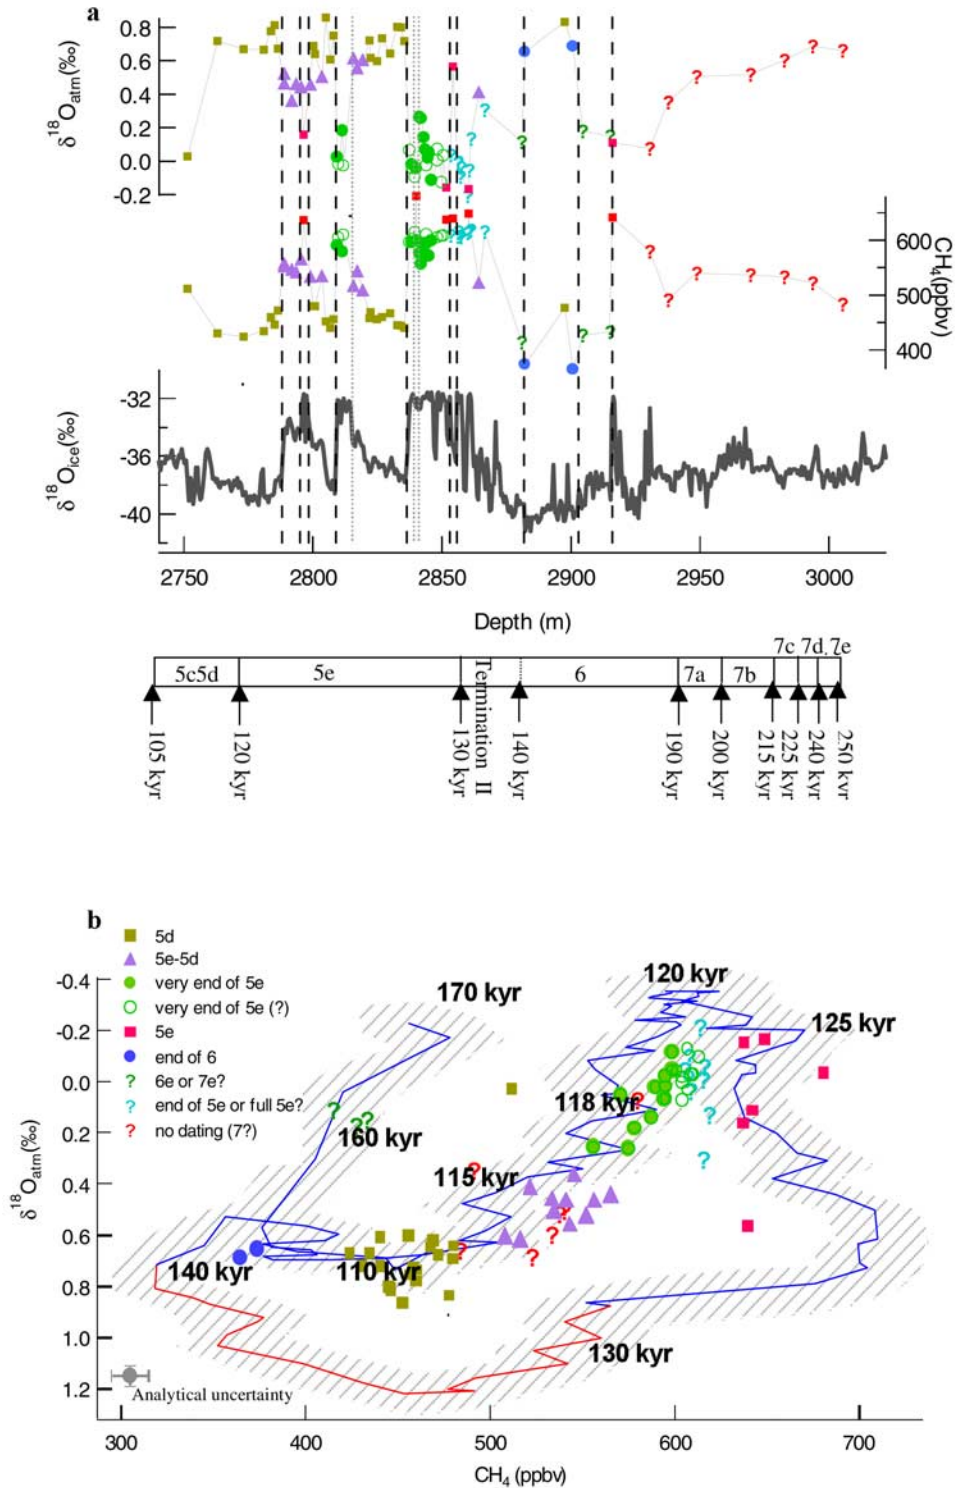 a
0.8
0.6
0.4
0.2
0.0
-0.2
δ18Oatm(‰)
600
500
400
CH4(ppbv)
-32
-36
-40
δ18Oice(‰)
2750 2800 2850 2900 2950 3000
Depth (m)
7c 7d 7e
5c5d 5e Termination II 6 7a 7b
105 kyr 120 kyr 130 kyr 140 kyr 190 kyr 200 kyr 215 kyr 225 kyr 240 kyr 250 kyr
b
5d
5e-5d
very end of 5e
very end of 5e (?)
5e
end of 6
6e or 7e?
end of 5e or full 5e?
no dating (7?)
-0.4
-0.2
0.0
0.2
0.4
0.6
0.8
1.0
1.2
δ18Oatm(‰)
170 kyr
120 kyr
125 kyr
118 kyr
160 kyr
115 kyr
140 kyr
110 kyr
130 kyr
Analytical uncertainty
300 400 500 600 700
CH4 (ppbv)